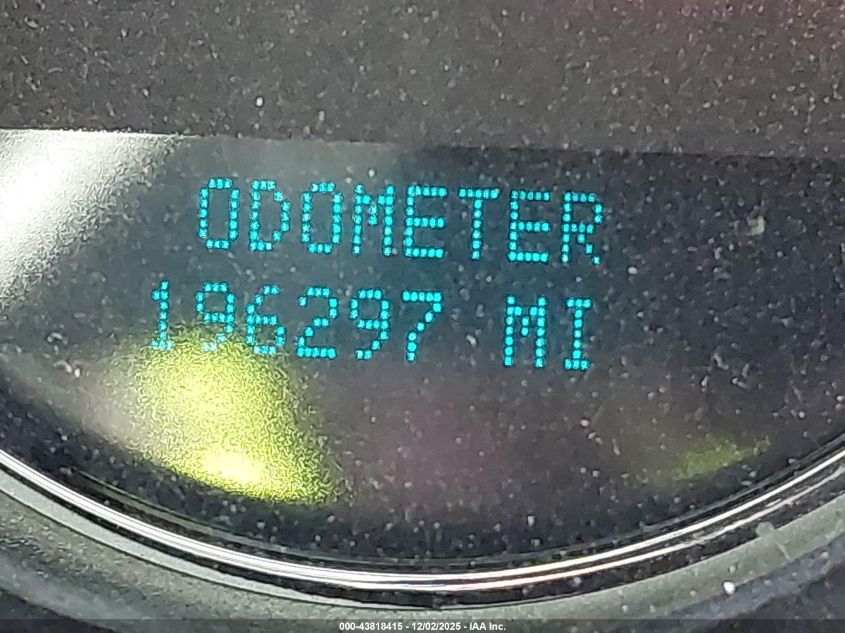 ODOMETER
196297 MI
000-43818415 - 12/02/2025 - IAA Inc.